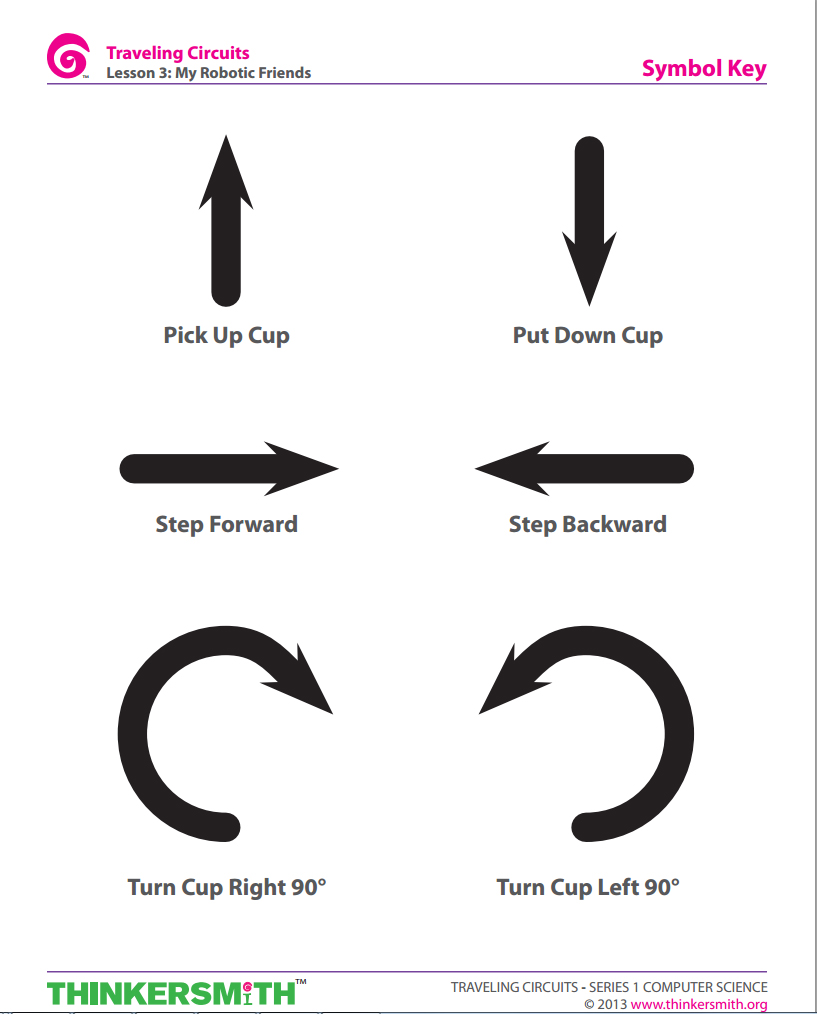 Traveling Circuits
Lesson 3: My Robotic Friends
Symbol Key
Pick Up Cup
Put Down Cup
Step Forward
Step Backward
Turn Cup Right 90°
Turn Cup Left 90°
THINKERSMITH™
TRAVELING CIRCUITS - SERIES 1 COMPUTER SCIENCE
© 2013 www.thinkersmith.org